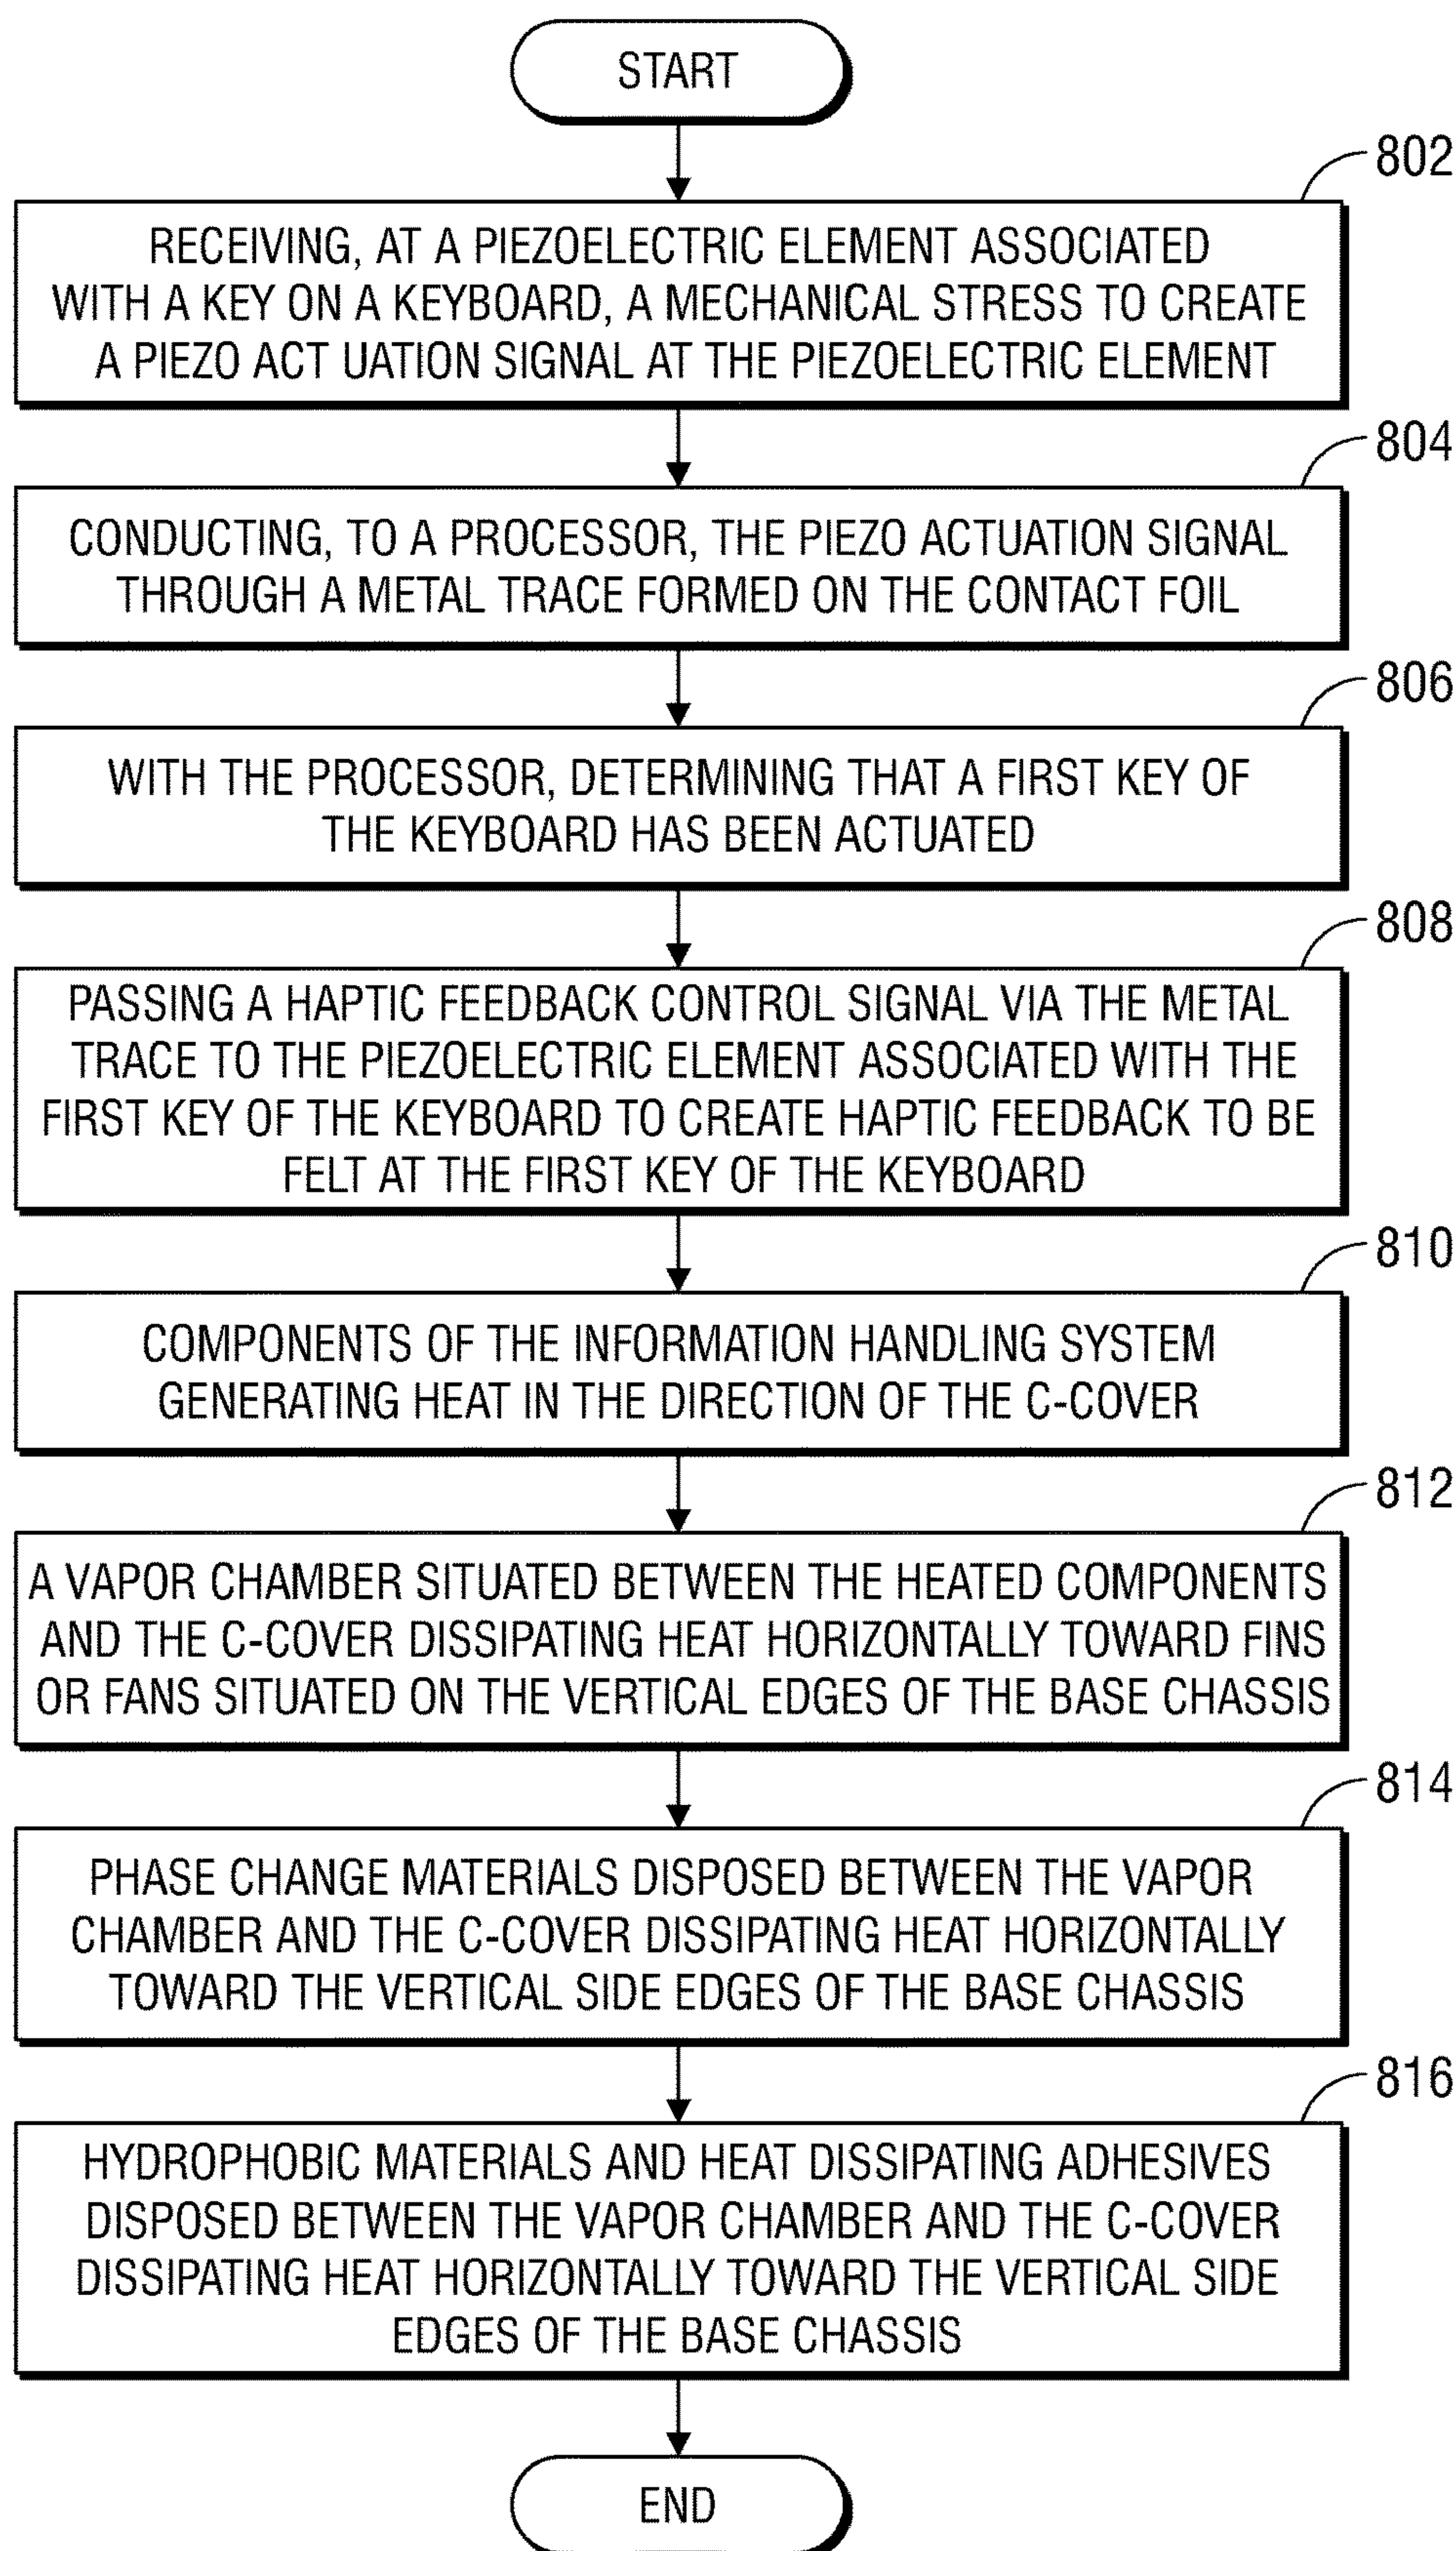 START
802
RECEIVING, AT A PIEZOELECTRIC ELEMENT ASSOCIATED
WITH A KEY ON A KEYBOARD, A MECHANICAL STRESS TO CREATE
A PIEZO ACT UATION SIGNAL AT THE PIEZOELECTRIC ELEMENT
804
CONDUCTING, TO A PROCESSOR, THE PIEZO ACTUATION SIGNAL
THROUGH A METAL TRACE FORMED ON THE CONTACT FOIL
806
WITH THE PROCESSOR, DETERMINING THAT A FIRST KEY OF
THE KEYBOARD HAS BEEN ACTUATED
808
PASSING A HAPTIC FEEDBACK CONTROL SIGNAL VIA THE METAL
TRACE TO THE PIEZOELECTRIC ELEMENT ASSOCIATED WITH THE
FIRST KEY OF THE KEYBOARD TO CREATE HAPTIC FEEDBACK TO BE
FELT AT THE FIRST KEY OF THE KEYBOARD
810
COMPONENTS OF THE INFORMATION HANDLING SYSTEM
GENERATING HEAT IN THE DIRECTION OF THE C-COVER
812
A VAPOR CHAMBER SITUATED BETWEEN THE HEATED COMPONENTS
AND THE C-COVER DISSIPATING HEAT HORIZONTALLY TOWARD FINS
OR FANS SITUATED ON THE VERTICAL EDGES OF THE BASE CHASSIS
814
PHASE CHANGE MATERIALS DISPOSED BETWEEN THE VAPOR
CHAMBER AND THE C-COVER DISSIPATING HEAT HORIZONTALLY
TOWARD THE VERTICAL SIDE EDGES OF THE BASE CHASSIS
816
HYDROPHOBIC MATERIALS AND HEAT DISSIPATING ADHESIVES
DISPOSED BETWEEN THE VAPOR CHAMBER AND THE C-COVER
DISSIPATING HEAT HORIZONTALLY TOWARD THE VERTICAL SIDE
EDGES OF THE BASE CHASSIS
END